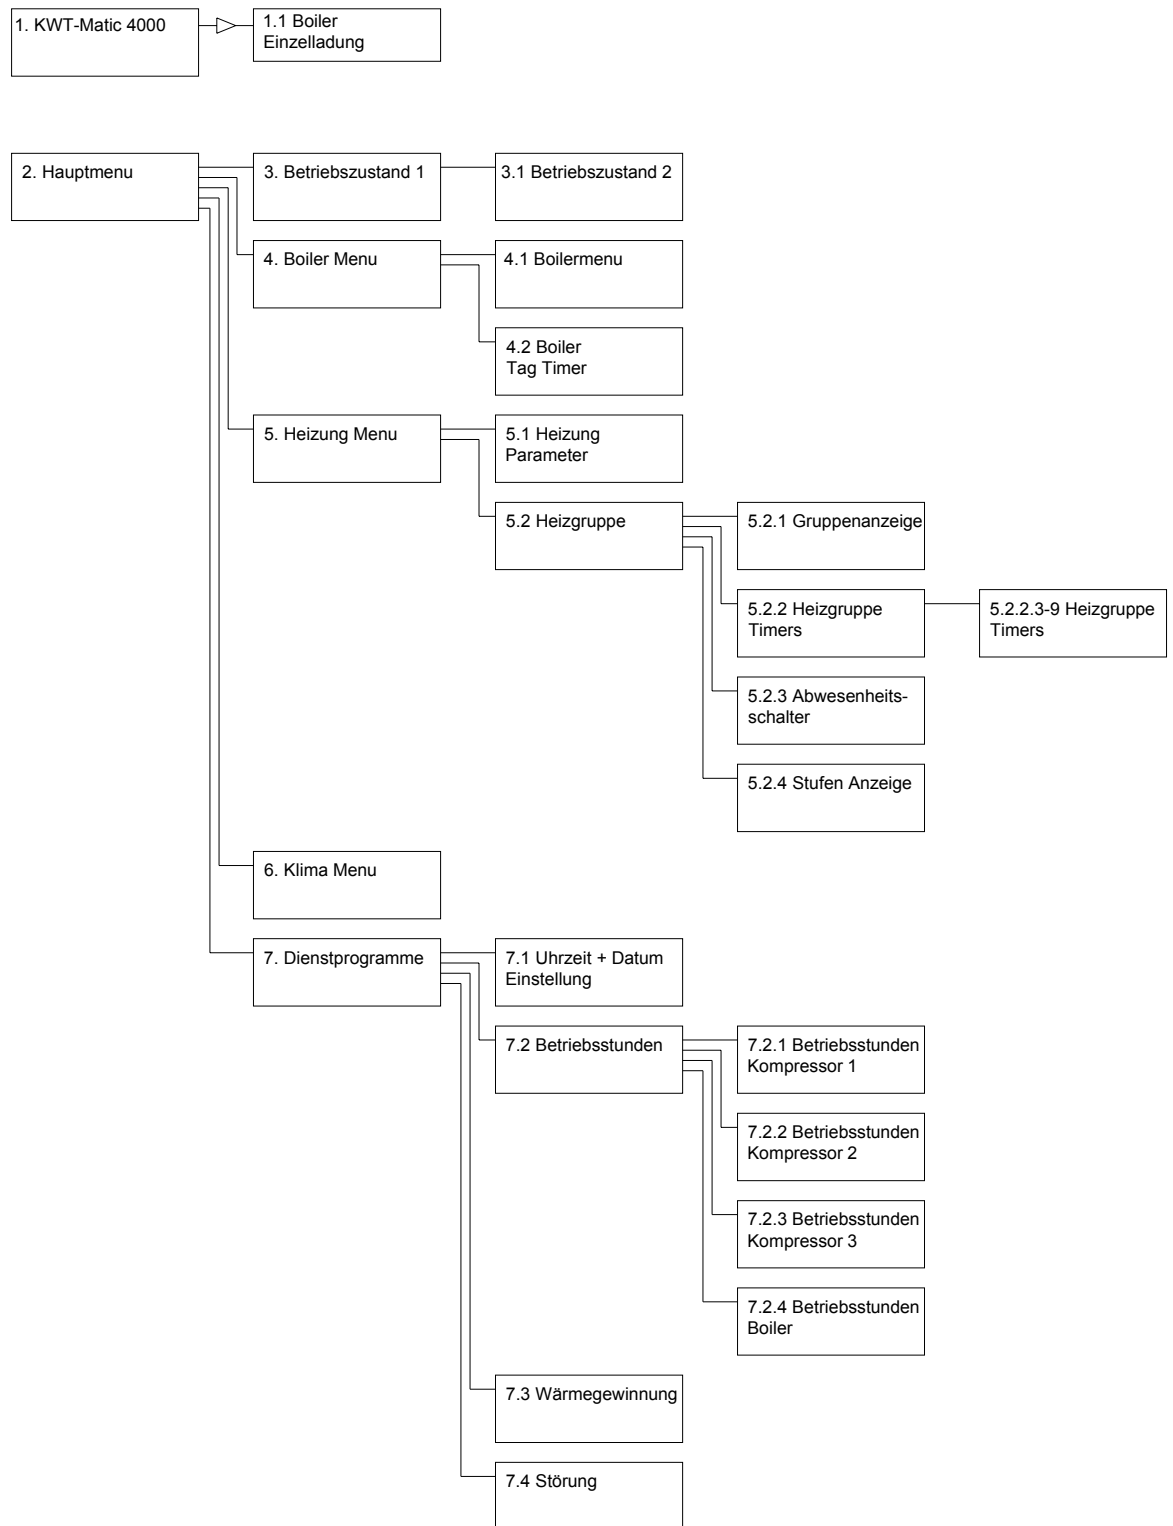 1. KWT-Matic 4000
1.1 Boiler
Einzelladung
2. Hauptmenu
3. Betriebszustand 1
3.1 Betriebszustand 2
4. Boiler Menu
4.1 Boilermenu
4.2 Boiler
Tag Timer
5. Heizung Menu
5.1 Heizung
Parameter
5.2 Heizgruppe
5.2.1 Gruppenanzeige
5.2.2 Heizgruppe
Timers
5.2.2.3-9 Heizgruppe
Timers
5.2.3 Abwesenheits-
schalter
5.2.4 Stufen Anzeige
6. Klima Menu
7. Dienstprogramme
7.1 Uhrzeit + Datum
Einstellung
7.2 Betriebsstunden
7.2.1 Betriebsstunden
Kompressor 1
7.2.2 Betriebsstunden
Kompressor 2
7.2.3 Betriebsstunden
Kompressor 3
7.2.4 Betriebsstunden
Boiler
7.3 Wärmegewinnung
7.4 Störung